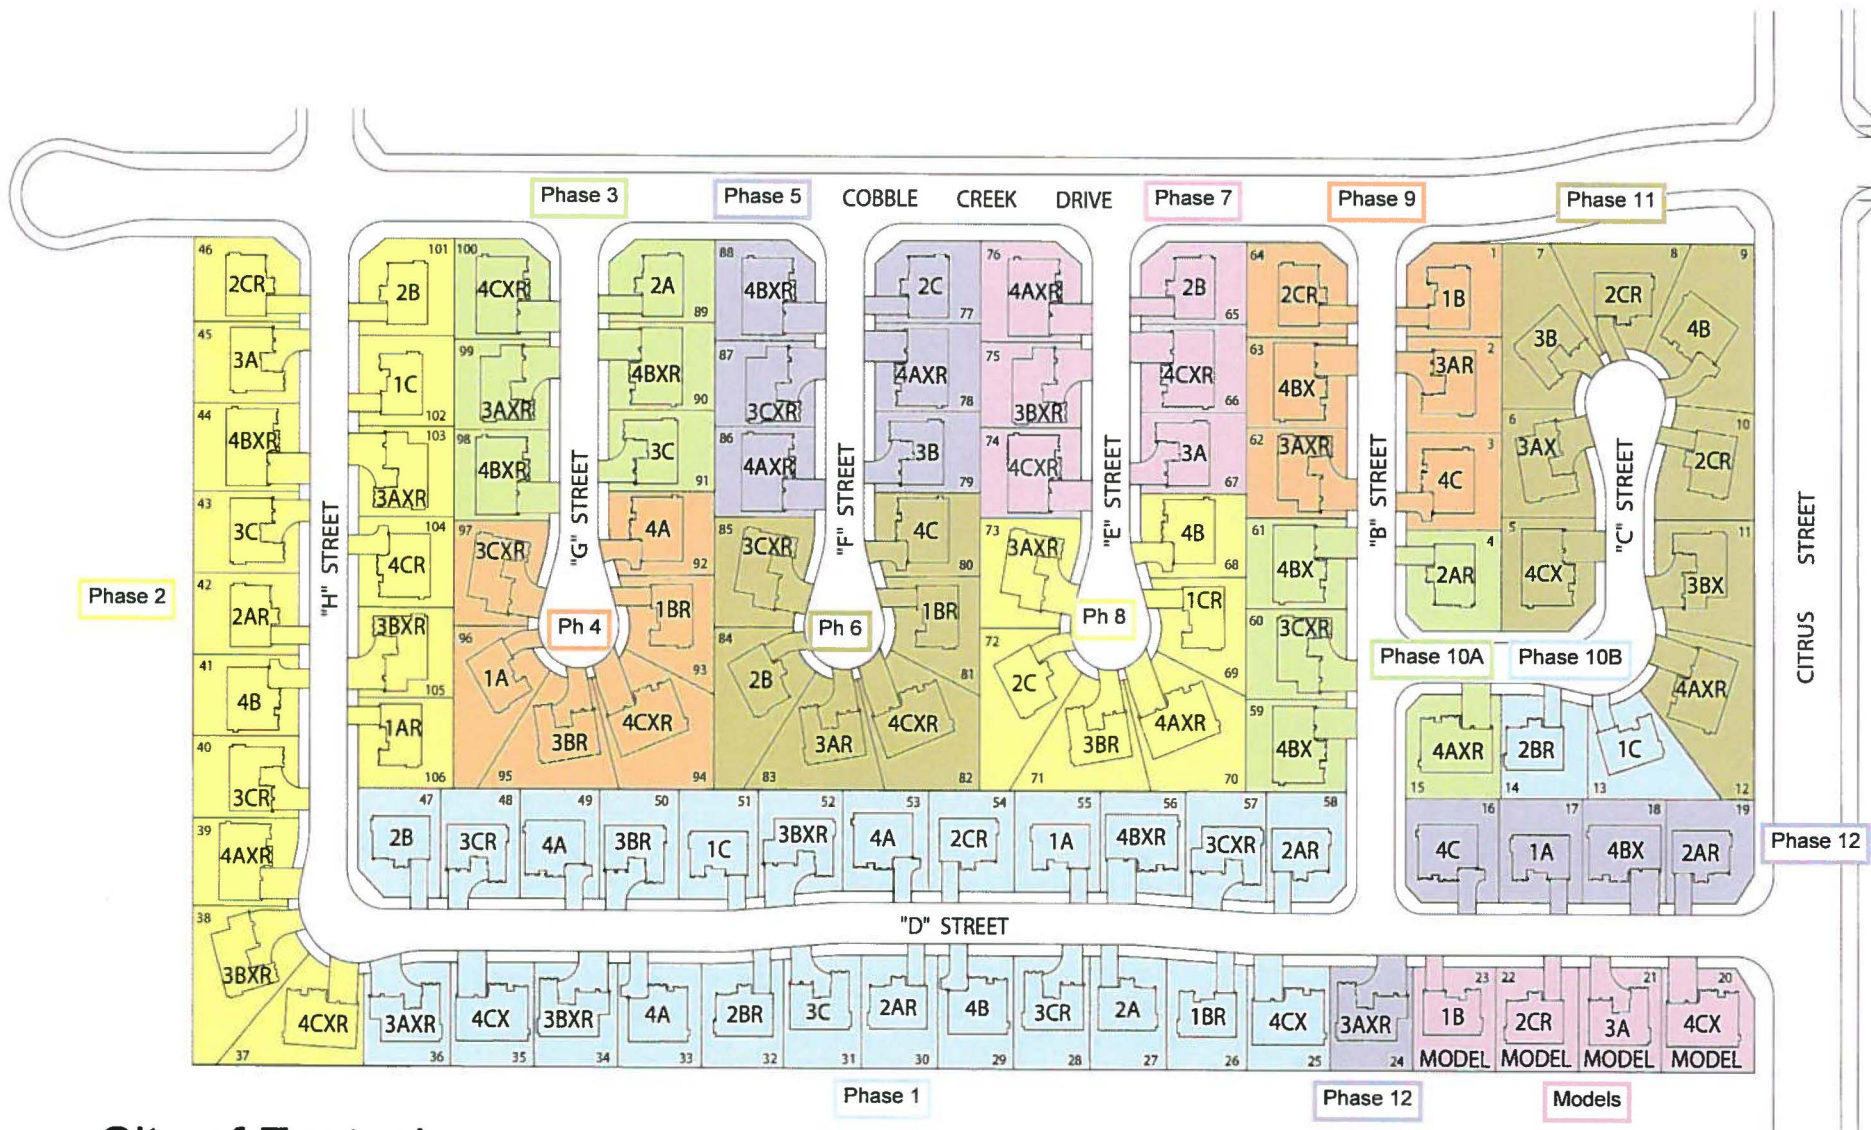 Phase 3
Phase 5
COBBLE CREEK DRIVE
Phase 7
Phase 9
Phase 11
46
2CR
101
2B
100
4CXR
2A
89
88
4BXR
2C
77
76
4AXR
2B
65
64
2CR
1
1B
7
3B
8
2CR
9
4B
45
3A
1C
102
99
3AXR
4BXR
90
87
3CXR
4AXR
78
75
3BXR
4CXR
66
63
4BX
2
3AR
44
4BXR
103
3AXR
98
4BXR
3C
91
86
4AXR
3B
79
74
4CXR
3A
67
62
3AXR
3
4C
6
3AX
10
2CR
43
3C
104
4CR
97
3CXR
4A
92
85
3CXR
4C
80
73
3AXR
4B
68
61
4BX
4
2AR
5
4CX
11
3BX
"H" STREET
"G" STREET
"F" STREET
"E" STREET
"B" STREET
"C" STREET
CITRUS STREET
Phase 2
42
2AR
3BXR
105
Ph 4
1BR
93
Ph 6
1BR
81
Ph 8
1CR
69
60
3CXR
Phase 10A
Phase 10B
41
4B
1AR
106
96
1A
3BR
95
4CXR
94
84
2B
3AR
83
4CXR
82
72
2C
3BR
71
4AXR
70
59
4BX
4AXR
15
2BR
14
1C
13
4AXR
12
40
3CR
47
2B
48
3CR
49
4A
50
3BR
51
1C
52
3BXR
53
4A
54
2CR
55
1A
56
4BXR
57
3CXR
58
2AR
16
4C
17
1A
18
4BX
19
2AR
Phase 12
39
4AXR
"D" STREET
38
3BXR
37
4CXR
3AXR
36
4CX
35
3BXR
34
4A
33
2BR
32
3C
31
2AR
30
4B
29
3CR
28
2A
27
1BR
26
4CX
25
3AXR
24
23
1B
MODEL
22
2CR
MODEL
21
3A
MODEL
20
4CX
MODEL
Phase 1
Phase 12
Models